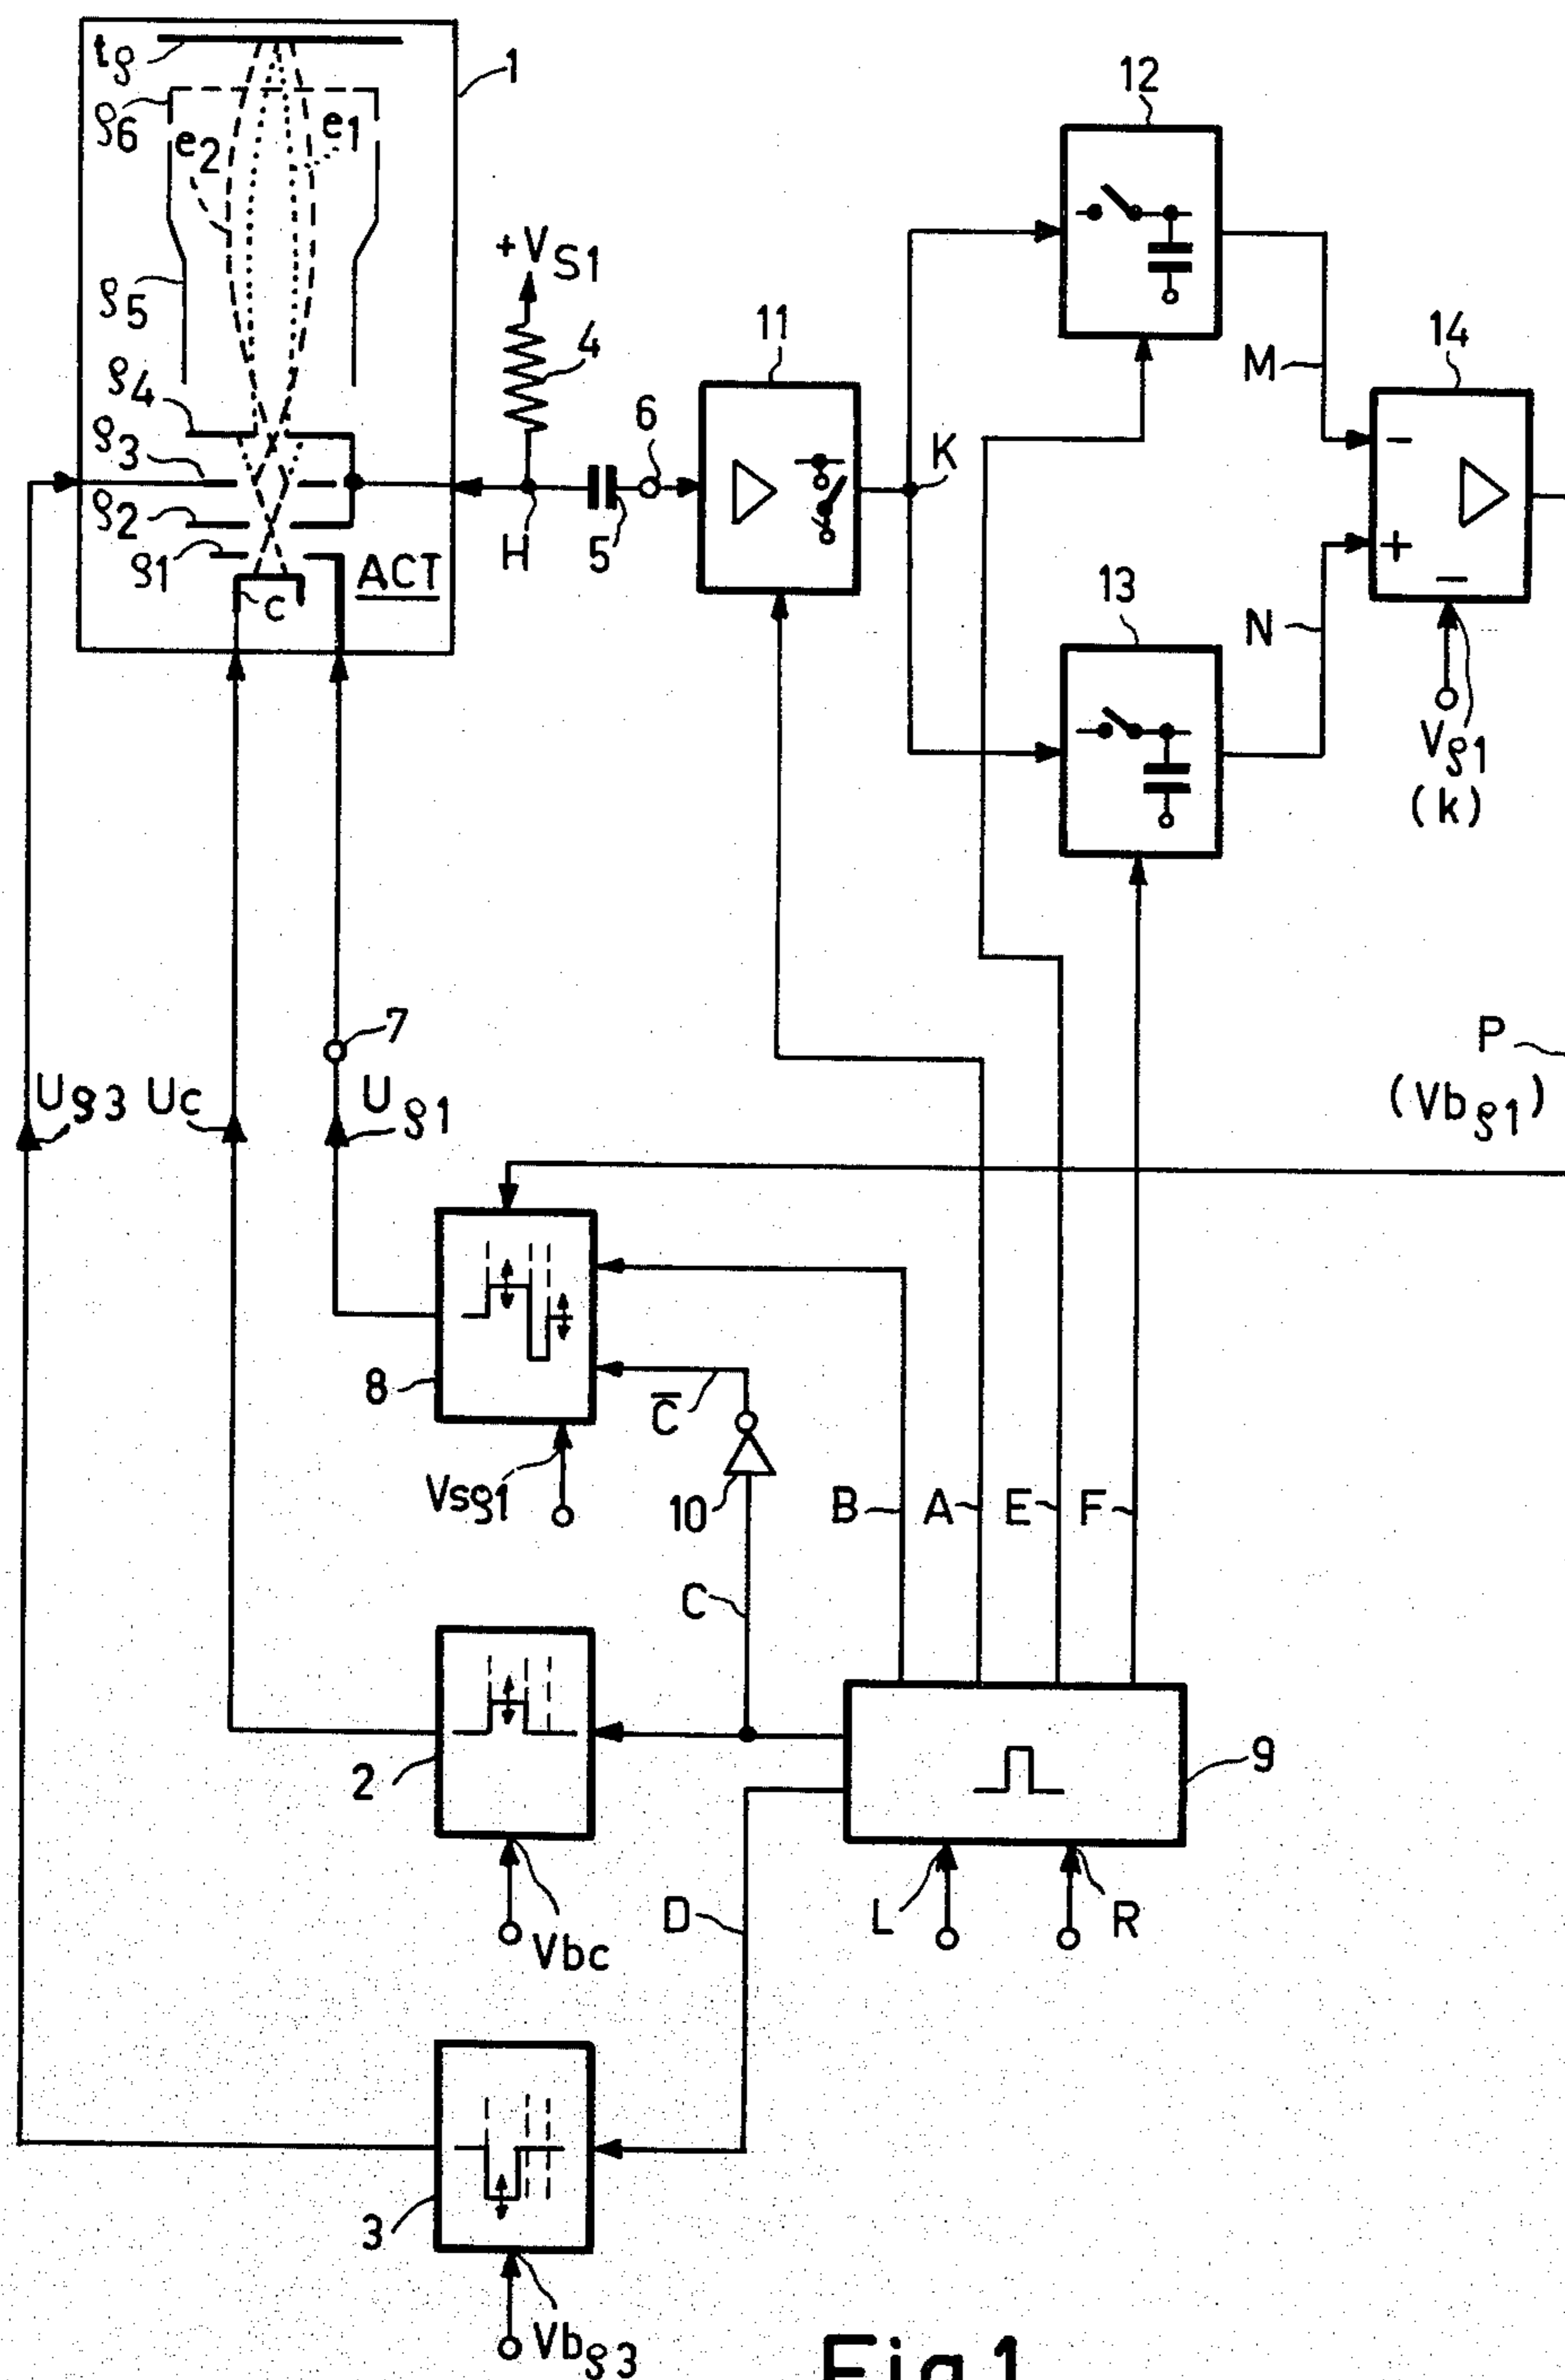 tg
1
g6
e2
e1
12
+VS1
g5
4
11
14
g4
6
M
g3
K
g2
−
g1
ACT
H
5
+
c
13
N
−
Vg1
(k)
7
P
Ug3
Uc
Ug1
(Vbg1)
8
C̅
Vsg1
10
B
A
E
F
C
2
9
D
L
R
Vbc
3
Vbg3
Fig.1